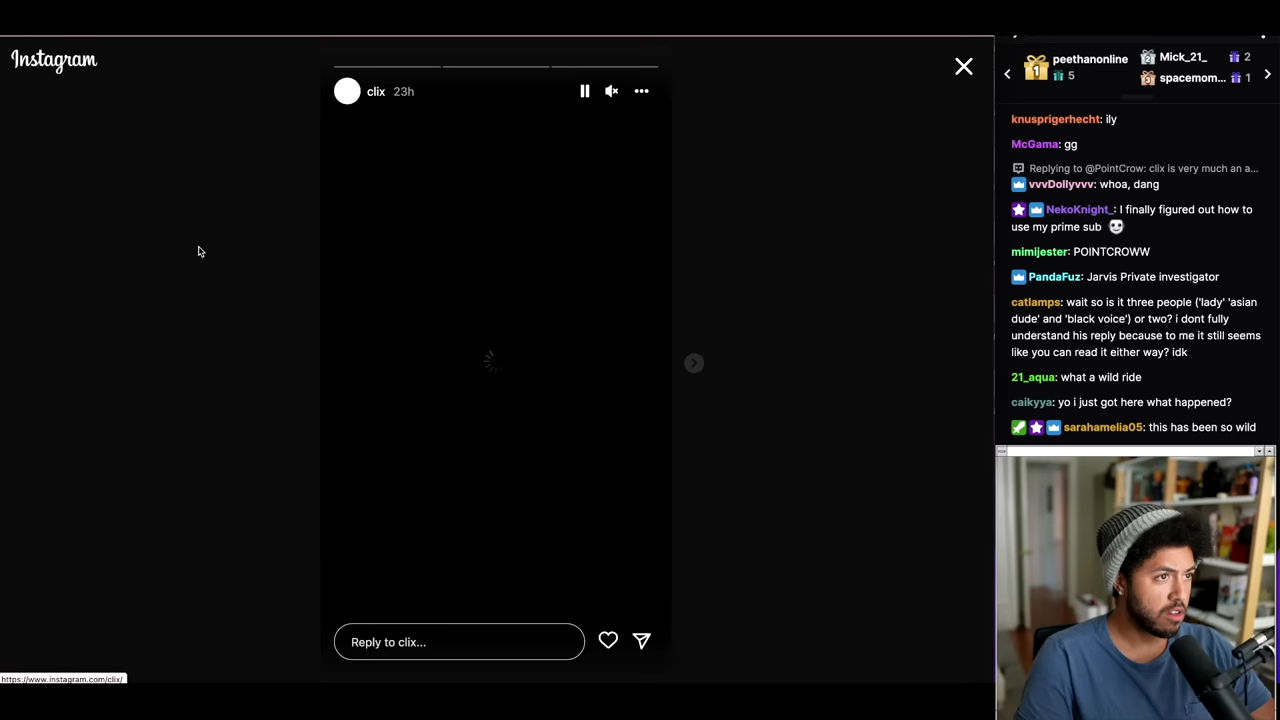 Instagram
clix 23h
Reply to clix...
https://www.instagram.com/clix/
1 peethanonline
5
2 Mick_21_ 2
3 spacemom... 1
knusprigerhecht: ily
McGama: gg
Replying to @PointCrow: clix is very much an a...
vvvDollyvvv: whoa, dang
NekoKnight_: I finally figured out how to
use my prime sub
mimijester: POINTCROWW
PandaFuz: Jarvis Private investigator
catlamps: wait so is it three people ('lady' 'asian
dude' and 'black voice') or two? i dont fully
understand his reply because to me it still seems
like you can read it either way? idk
21_aqua: what a wild ride
caikyya: yo i just got here what happened?
sarahamelia05: this has been so wild